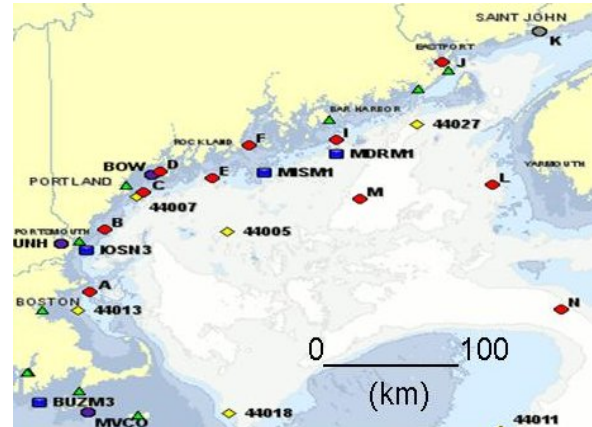 SAINT JOHN
K
EASTPORT
J
BAR HARBOR
44027
ROCKLAND
F
I
MDRM1
YARMOUTH
BOW
D
E
MISM1
L
PORTLAND
C
44007
M
PORTSMOUTH
B
44005
UNH
IOSN3
A
BOSTON
44013
N
0 100
(km)
BUZM3
MVCO
44018
44011